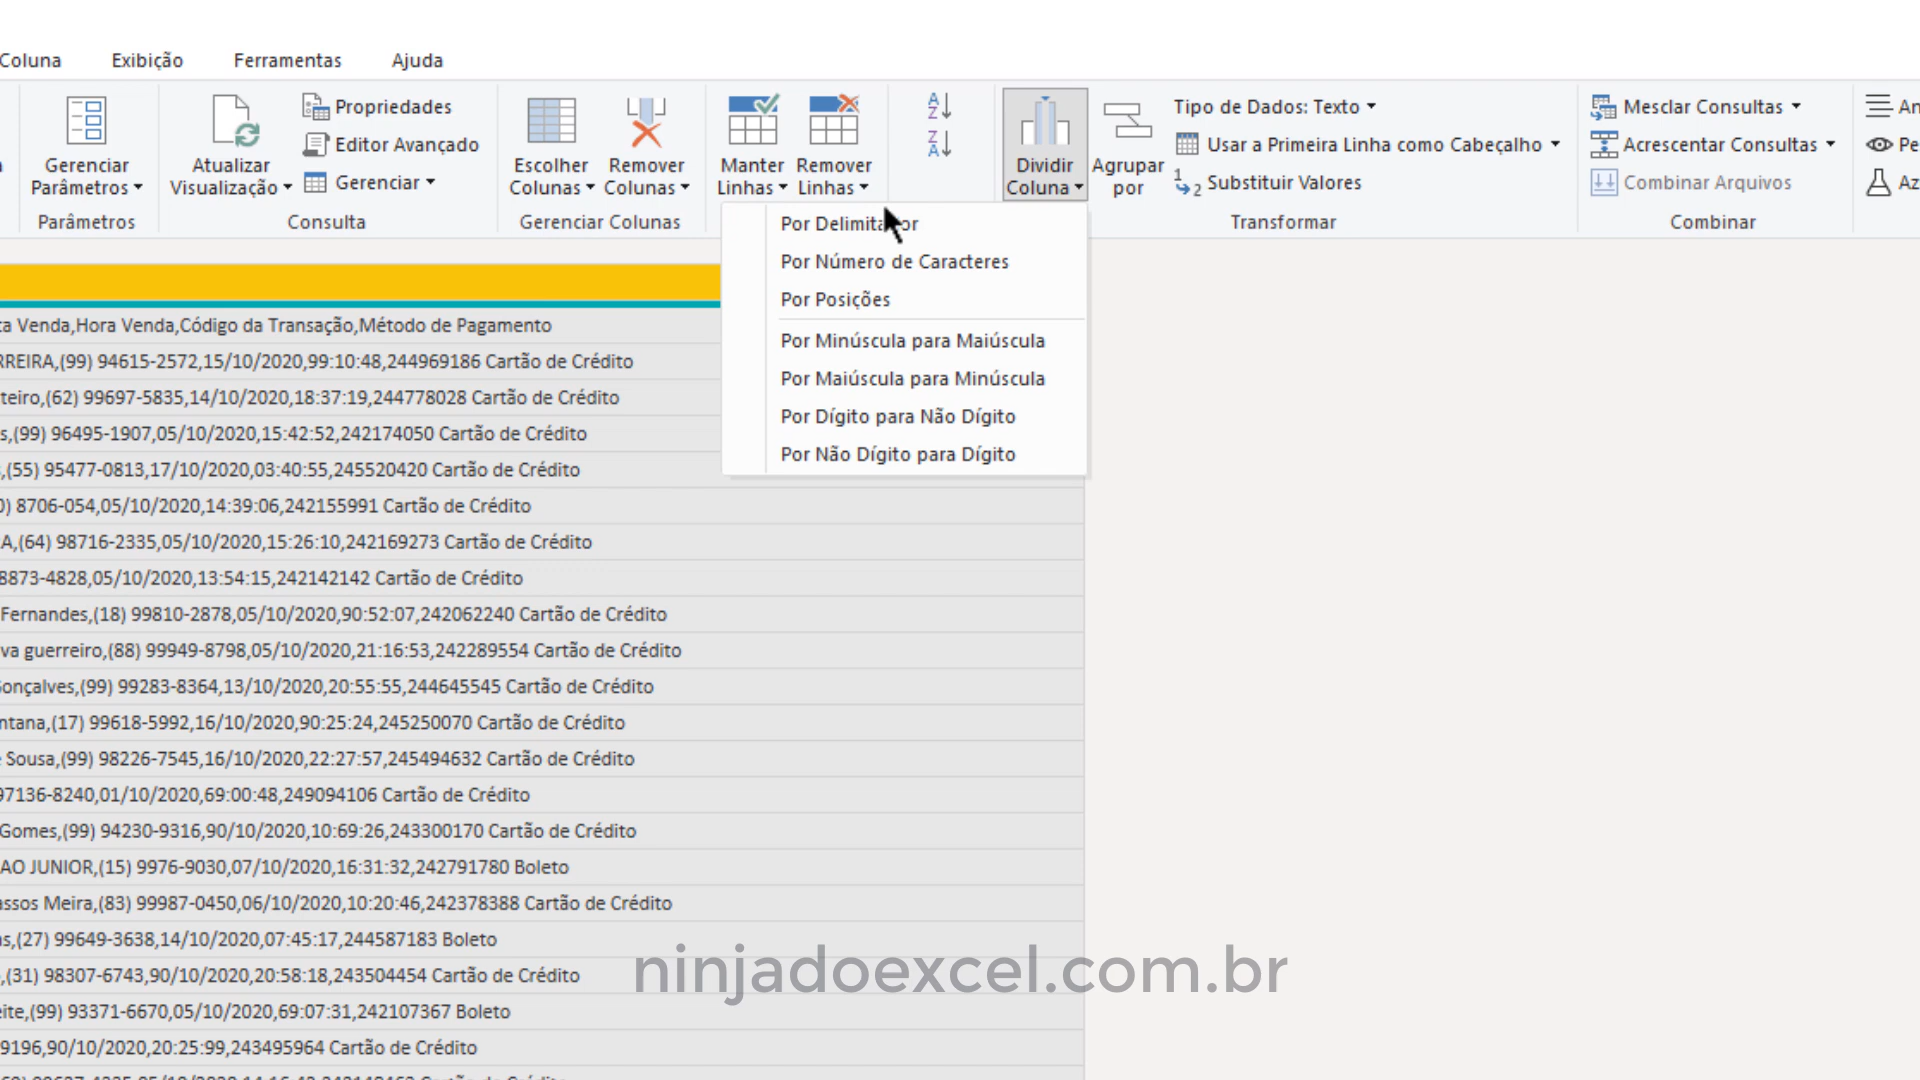 Coluna Exibição Ferramentas Ajuda
Gerenciar Parâmetros
Parâmetros
Atualizar Visualização
Propriedades
Editor Avançado
Gerenciar
Consulta
Escolher Colunas
Remover Colunas
Gerenciar Colunas
Manter Linhas
Remover Linhas
A Z
Z A
Dividir Coluna
Agrupar por
Tipo de Dados: Texto
Usar a Primeira Linha como Cabeçalho
1 2 Substituir Valores
Transformar
Mesclar Consultas
Acrescentar Consultas
Combinar Arquivos
Combinar
Por Delimita or
Por Número de Caracteres
Por Posições
Por Minúscula para Maiúscula
Por Maiúscula para Minúscula
Por Dígito para Não Dígito
Por Não Dígito para Dígito
ta Venda,Hora Venda,Código da Transação,Método de Pagamento
RREIRA,(99) 94615-2572,15/10/2020,99:10:48,244969186 Cartão de Crédito
teiro,(62) 99697-5835,14/10/2020,18:37:19,244778028 Cartão de Crédito
s,(99) 96495-1907,05/10/2020,15:42:52,242174050 Cartão de Crédito
,(55) 95477-0813,17/10/2020,03:40:55,245520420 Cartão de Crédito
0) 8706-054,05/10/2020,14:39:06,242155991 Cartão de Crédito
A,(64) 98716-2335,05/10/2020,15:26:10,242169273 Cartão de Crédito
8873-4828,05/10/2020,13:54:15,242142142 Cartão de Crédito
Fernandes,(18) 99810-2878,05/10/2020,90:52:07,242062240 Cartão de Crédito
va guerreiro,(88) 99949-8798,05/10/2020,21:16:53,242289554 Cartão de Crédito
Gonçalves,(99) 99283-8364,13/10/2020,20:55:55,244645545 Cartão de Crédito
ntana,(17) 99618-5992,16/10/2020,90:25:24,245250070 Cartão de Crédito
e Sousa,(99) 98226-7545,16/10/2020,22:27:57,245494632 Cartão de Crédito
97136-8240,01/10/2020,69:00:48,249094106 Cartão de Crédito
Gomes,(99) 94230-9316,90/10/2020,10:69:26,243300170 Cartão de Crédito
AO JUNIOR,(15) 9976-9030,07/10/2020,16:31:32,242791780 Boleto
assos Meira,(83) 99987-0450,06/10/2020,10:20:46,242378388 Cartão de Crédito
as,(27) 99649-3638,14/10/2020,07:45:17,244587183 Boleto
,(31) 98307-6743,90/10/2020,20:58:18,243504454 Cartão de Crédito
eite,(99) 93371-6670,05/10/2020,69:07:31,242107367 Boleto
9196,90/10/2020,20:25:99,243495964 Cartão de Crédito
ninjadoexcel.com.br